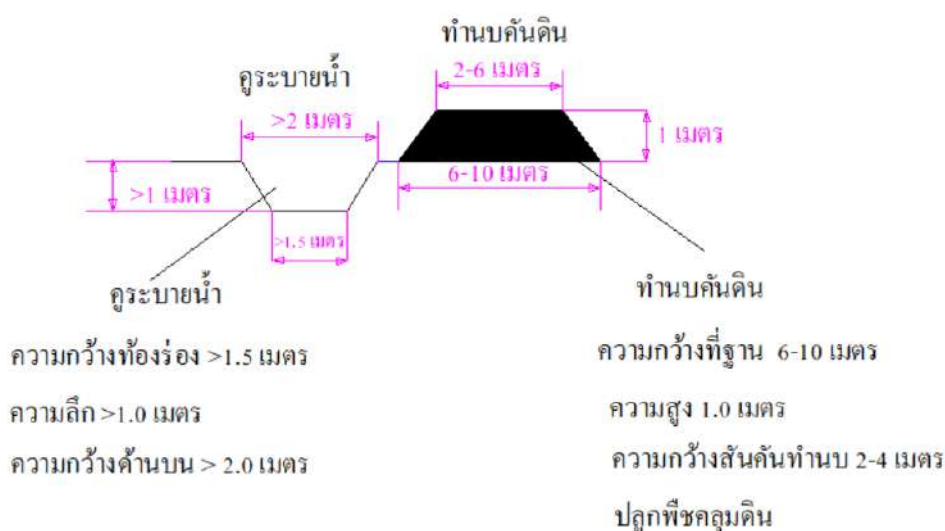 ทำนบคันดิน
2-6 เมตร
คูระบายน้ำ
>2 เมตร
1 เมตร
6-10 เมตร
>1 เมตร
>1.5 เมตร
คูระบายน้ำ
ทำนบคันดิน
ความกว้างท้องร่อง >1.5 เมตร
ความกว้างที่ฐาน 6-10 เมตร
ความลึก >1.0 เมตร
ความสูง 1.0 เมตร
ความกว้างด้านบน > 2.0 เมตร
ความกว้างสันคันทำนบ 2-4 เมตร
ปลูกพืชคลุมดิน